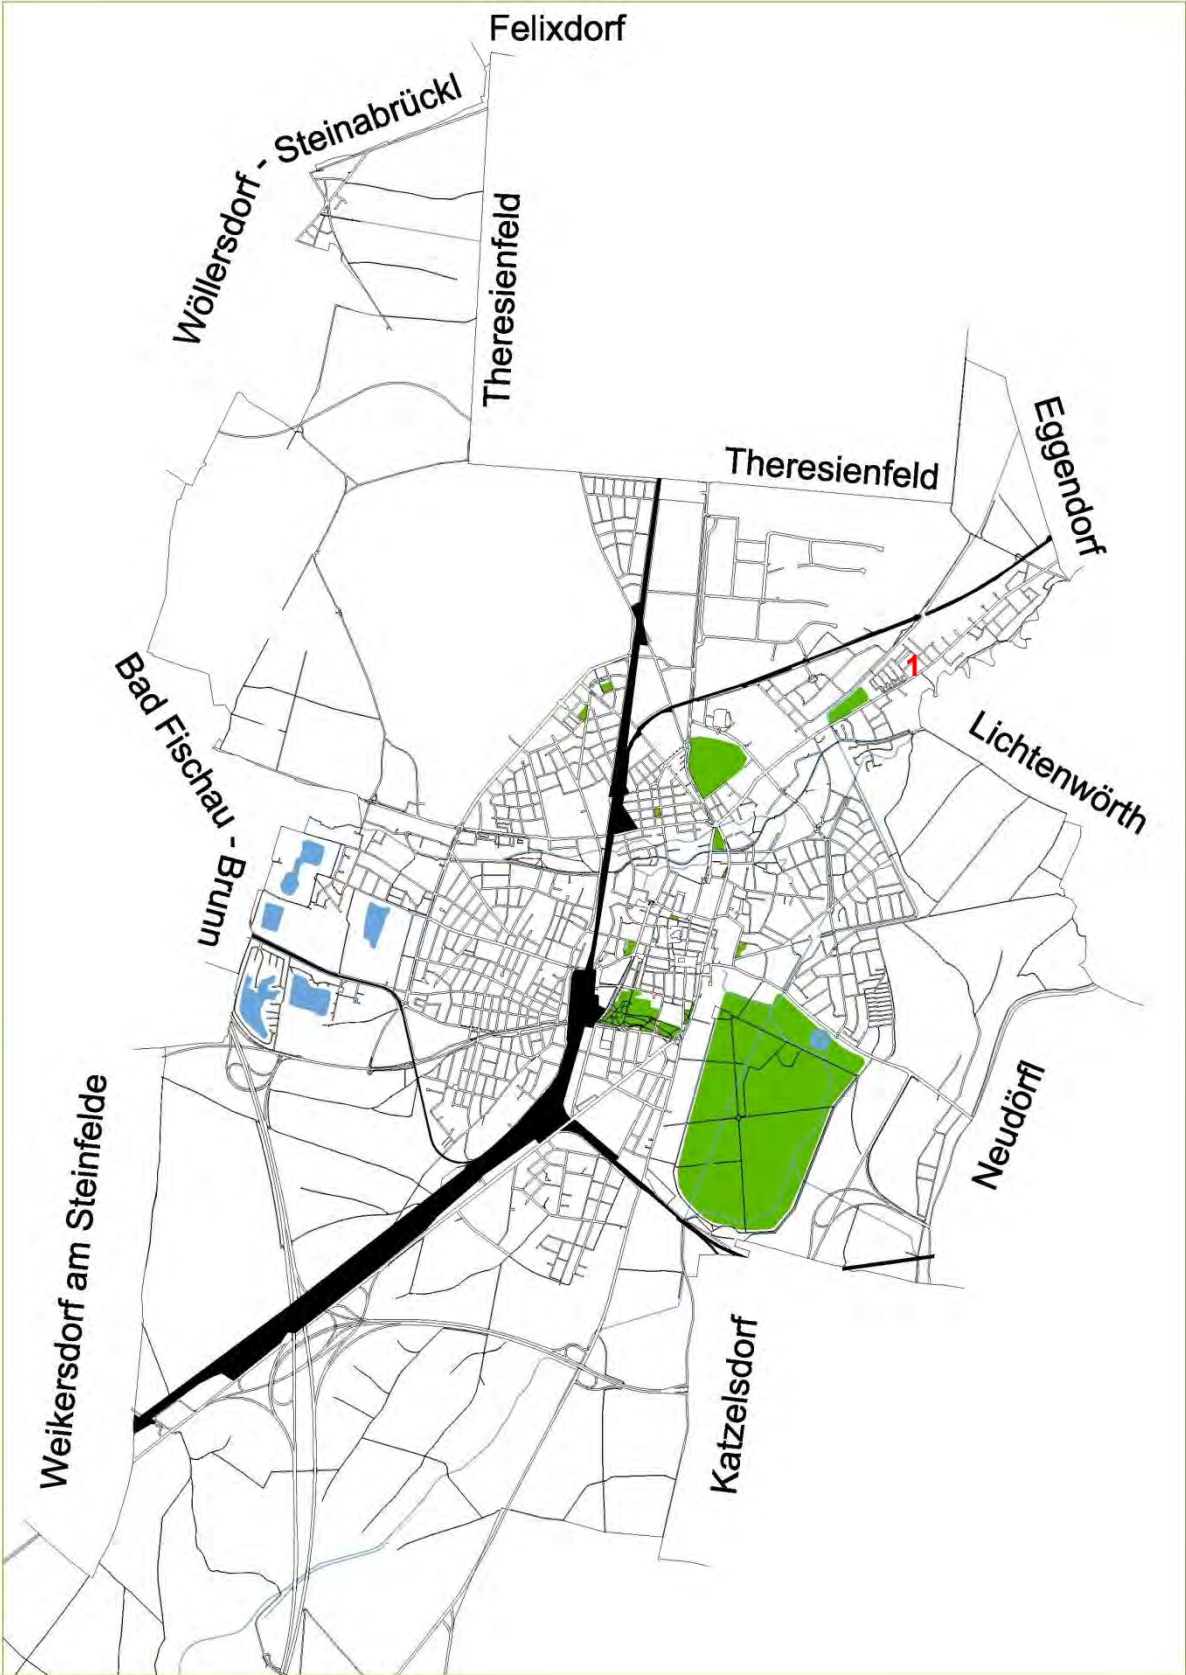 Felixdorf
Wöllersdorf - Steinabrückl
Theresienfeld
Theresienfeld
Eggendorf
1
Bad Fischau - Brunn
Lichtenwörth
Neudörfl
Weikersdorf am Steinfelde
Katzelsdorf